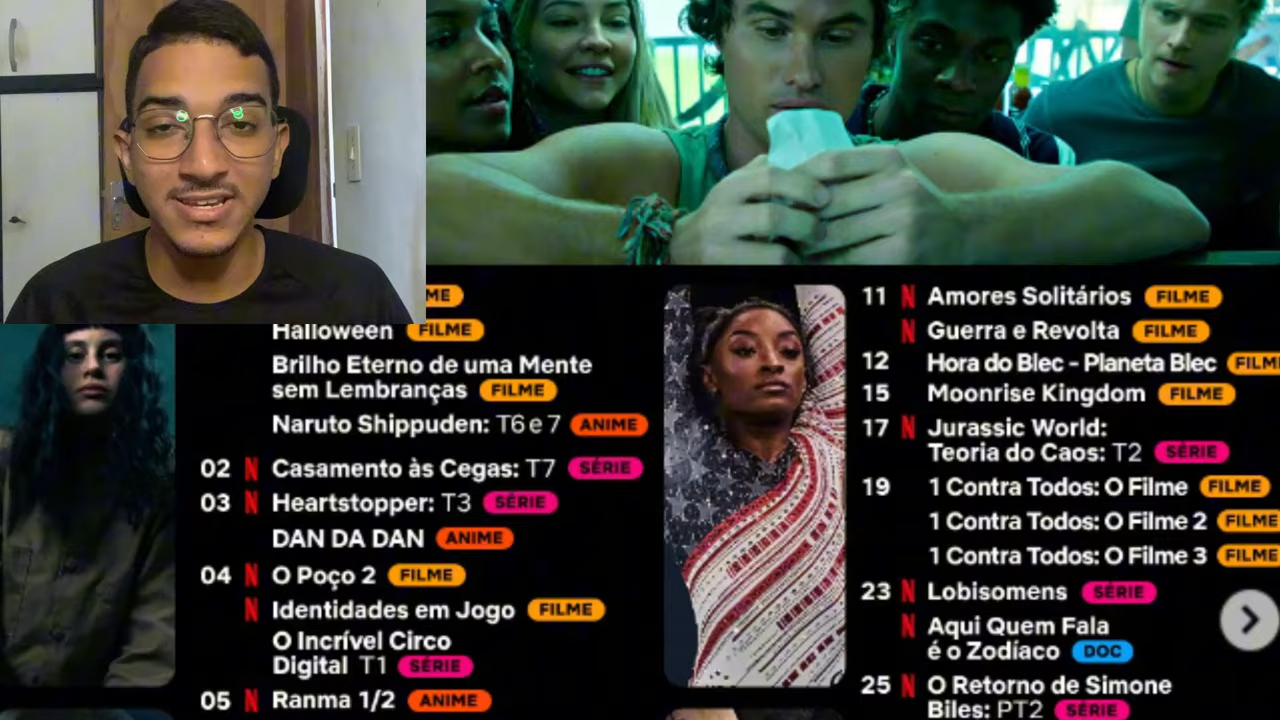 ME
Halloween FILME
Brilho Eterno de uma Mente
sem Lembranças FILME
Naruto Shippuden: T6 e 7 ANIME
02 N Casamento às Cegas: T7 SÉRIE
03 N Heartstopper: T3 SÉRIE
DAN DA DAN ANIME
04 N O Poço 2 FILME
N Identidades em Jogo FILME
O Incrível Circo
Digital T1 SÉRIE
05 N Ranma 1/2 ANIME
11 N Amores Solitários FILME
N Guerra e Revolta FILME
12 Hora do Blec - Planeta Blec FILM
15 Moonrise Kingdom FILME
17 N Jurassic World:
Teoria do Caos: T2 SÉRIE
19 1 Contra Todos: O Filme FILME
1 Contra Todos: O Filme 2 FILME
1 Contra Todos: O Filme 3 FILME
23 N Lobisomens SÉRIE
N Aqui Quem Fala
é o Zodíaco DOC
25 N O Retorno de Simone
Biles: PT2 SÉRIE